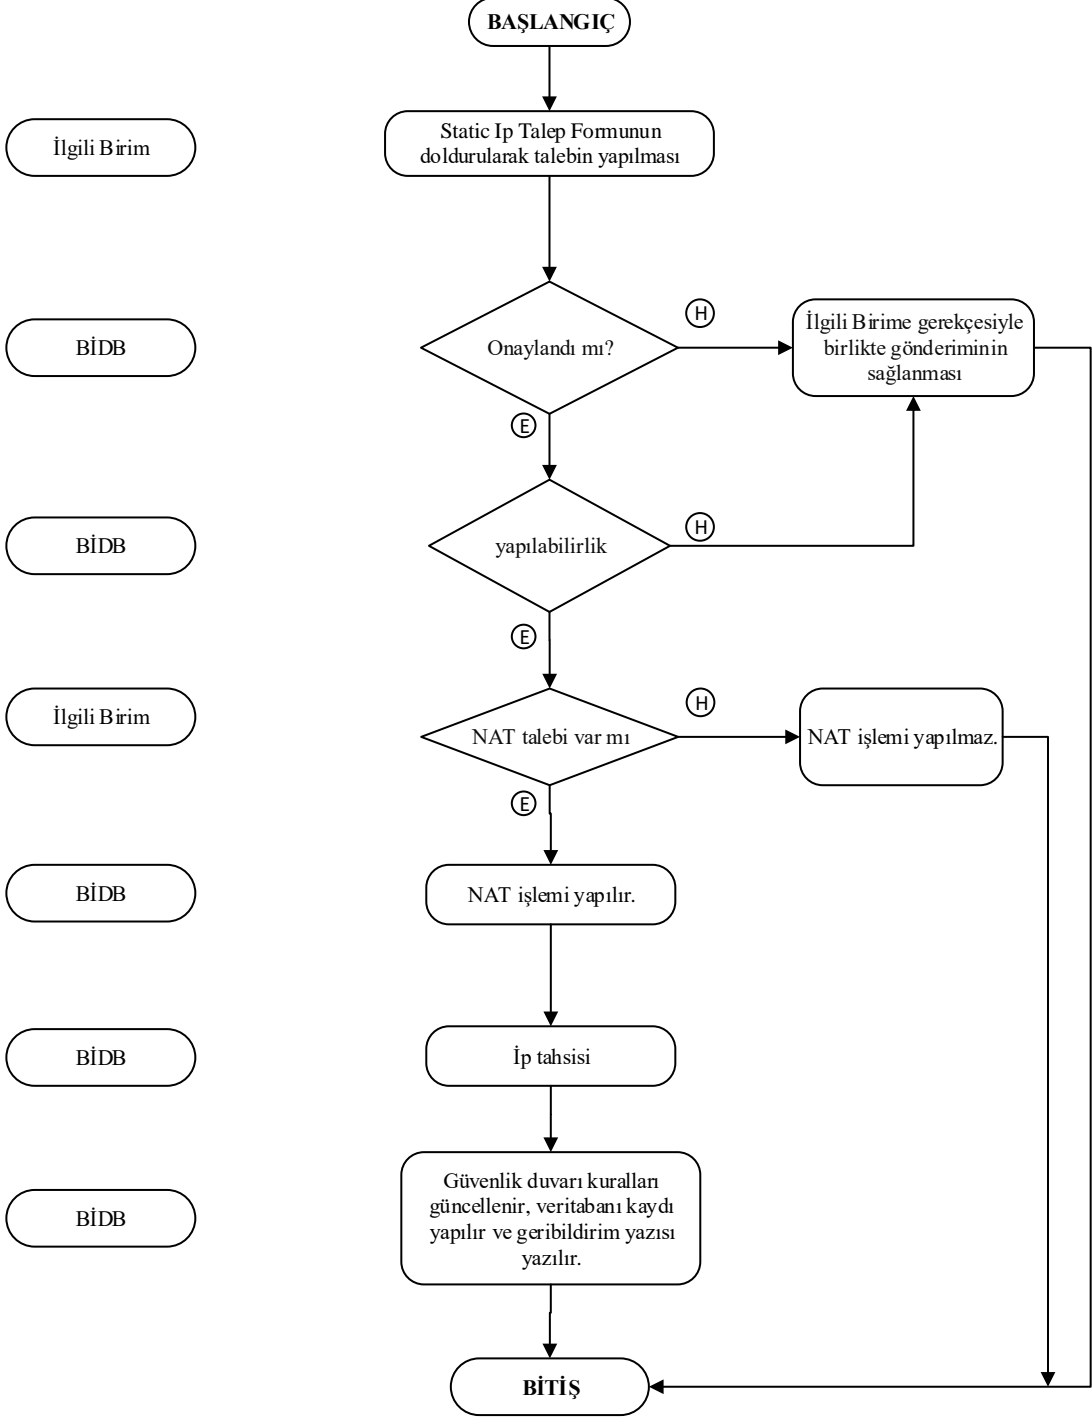 BAŞLANGIÇ
İlgili Birim
Static Ip Talep Formunun
doldurularak talebin yapılması
BİDB
Onaylandı mı?
H
İlgili Birime gerekçesiyle
birlikte gönderiminin
sağlanması
E
BİDB
yapılabilirlik
H
E
İlgili Birim
NAT talebi var mı
H
NAT işlemi yapılmaz.
E
BİDB
NAT işlemi yapılır.
BİDB
İp tahsisi
BİDB
Güvenlik duvarı kuralları
güncellenir, veritabanı kaydı
yapılır ve geribildirim yazısı
yazılır.
BİTİŞ